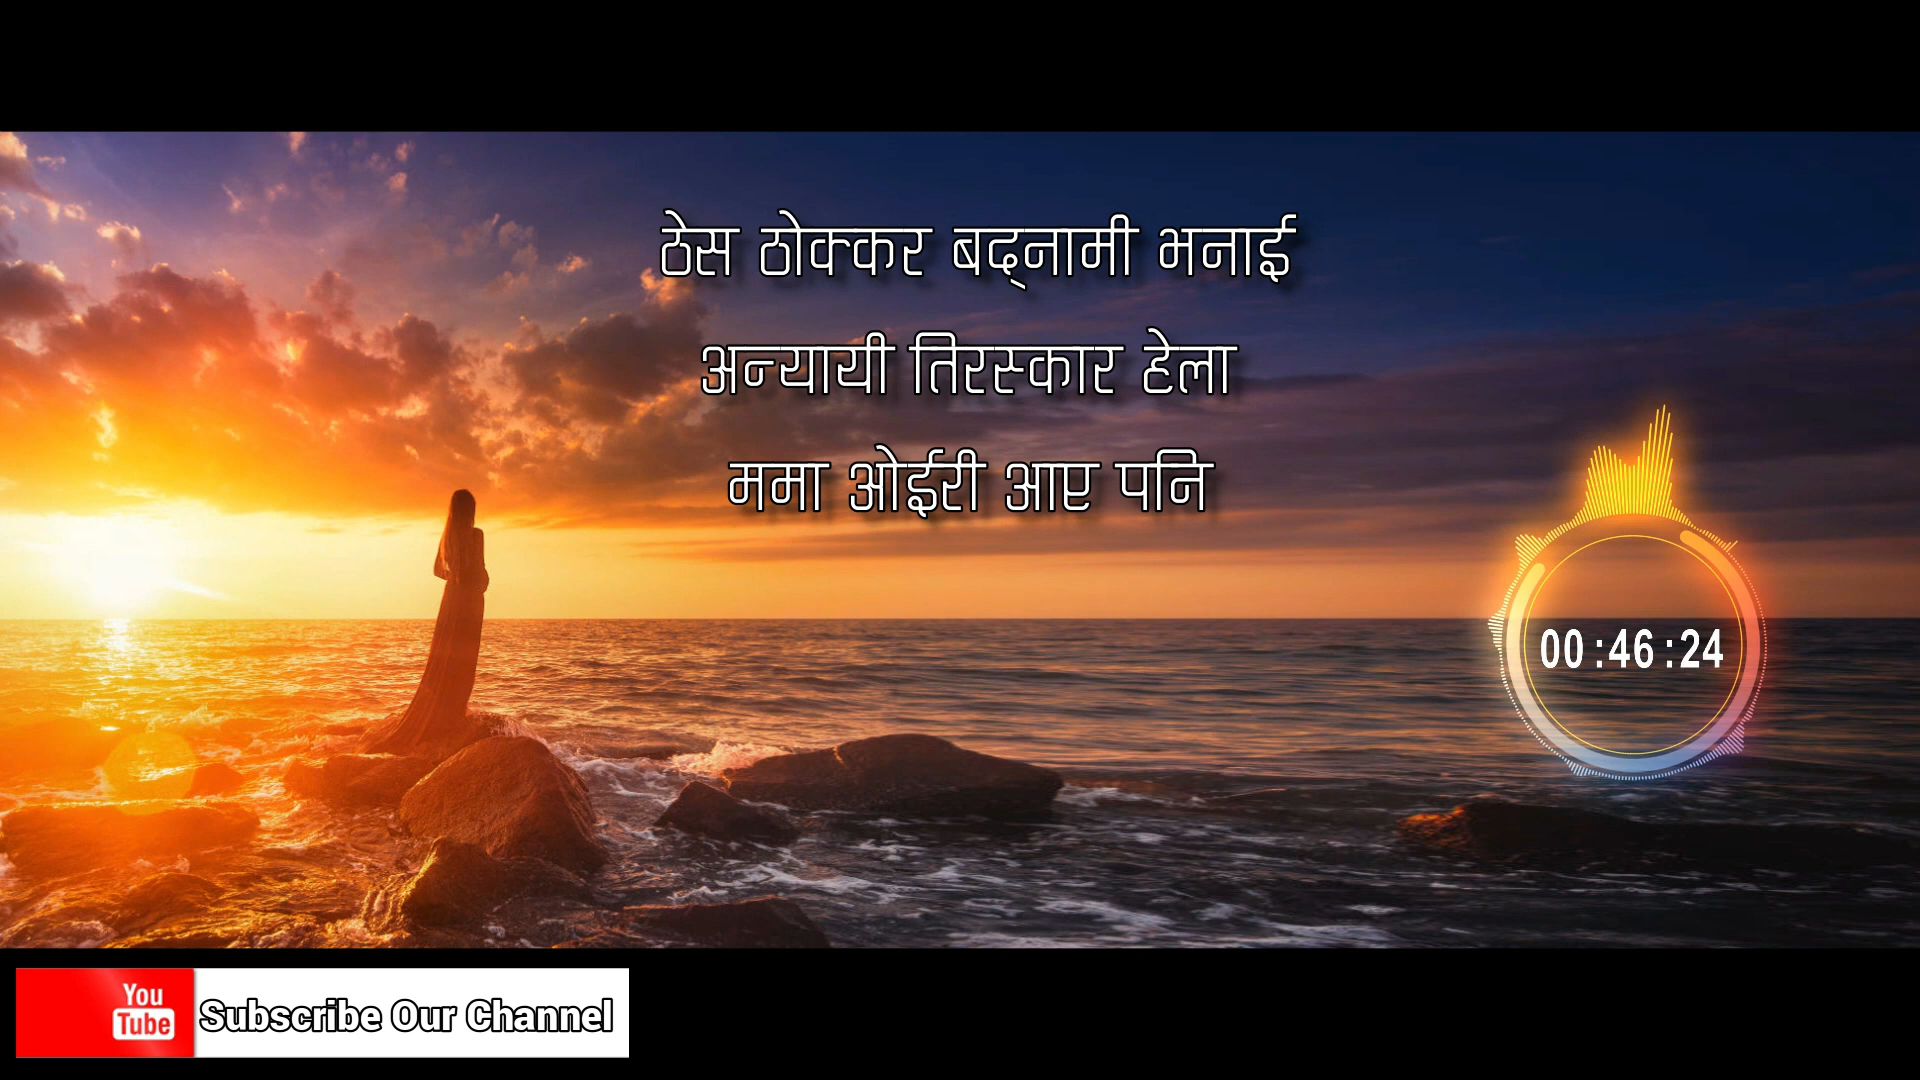 ठेस ठोक्कर बद्नामी भनाई
अन्यायी तिरस्कार हेला
ममा ओईरी आए पनि
00:46:24
You
Tube
Subscribe Our Channel